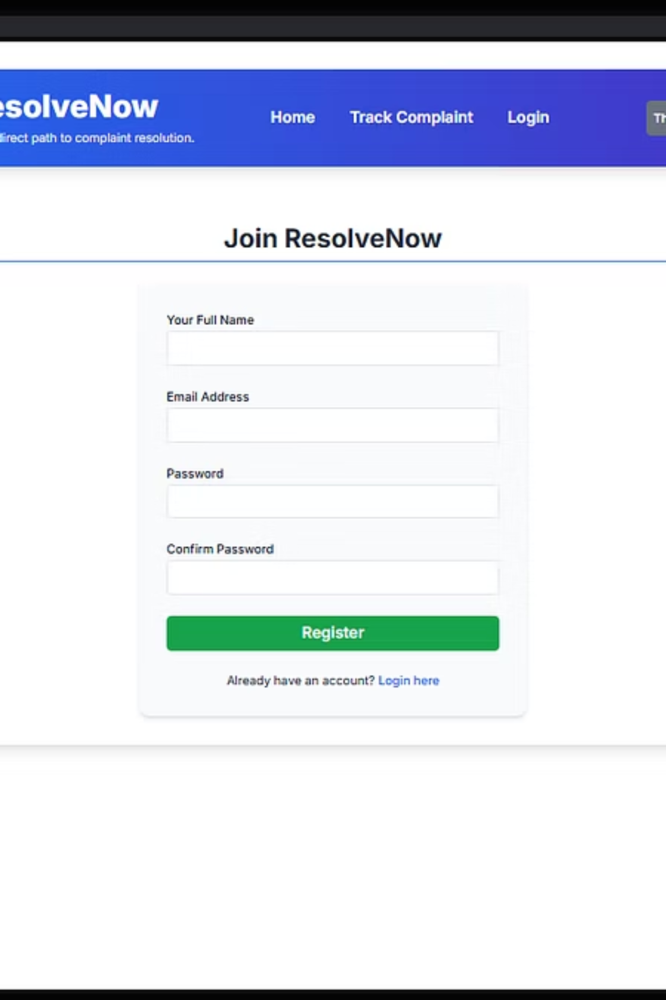 esolveNow
direct path to complaint resolution.
Home Track Complaint Login Th
Join ResolveNow
Your Full Name
Email Address
Password
Confirm Password
Register
Already have an account? Login here